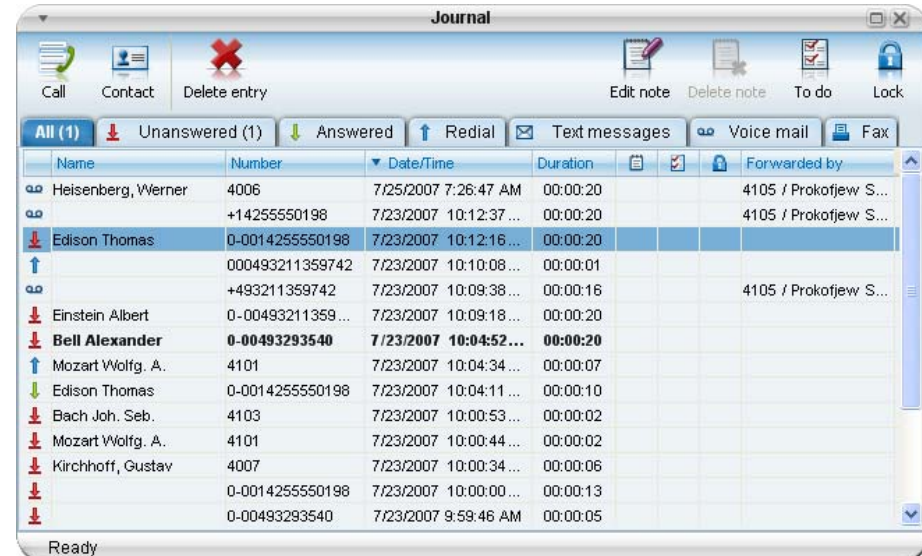 Journal
Call Contact Delete entry Edit note Delete note To do Lock
All (1) Unanswered (1) Answered Redial Text messages Voice mail Fax
Name Number Date/Time Duration Forwarded by
Heisenberg, Werner 4006 7/25/2007 7:26:47 AM 00:00:20 4105 / Prokofjew S...
+14255550198 7/23/2007 10:12:37... 00:00:20 4105 / Prokofjew S...
Edison Thomas 0-0014255550198 7/23/2007 10:12:16... 00:00:20
000493211359742 7/23/2007 10:10:08... 00:00:01
+493211359742 7/23/2007 10:09:38... 00:00:16 4105 / Prokofjew S...
Einstein Albert 0-00493211359... 7/23/2007 10:09:18... 00:00:20
Bell Alexander 0-00493293540 7/23/2007 10:04:52... 00:00:20
Mozart Wolfg. A. 4101 7/23/2007 10:04:34... 00:00:07
Edison Thomas 0-0014255550198 7/23/2007 10:04:11... 00:00:10
Bach Joh. Seb. 4103 7/23/2007 10:00:53... 00:00:02
Mozart Wolfg. A. 4101 7/23/2007 10:00:44... 00:00:02
Kirchhoff, Gustav 4007 7/23/2007 10:00:34... 00:00:06
0-0014255550198 7/23/2007 10:00:00... 00:00:13
0-00493293540 7/23/2007 9:59:46 AM 00:00:05
Ready